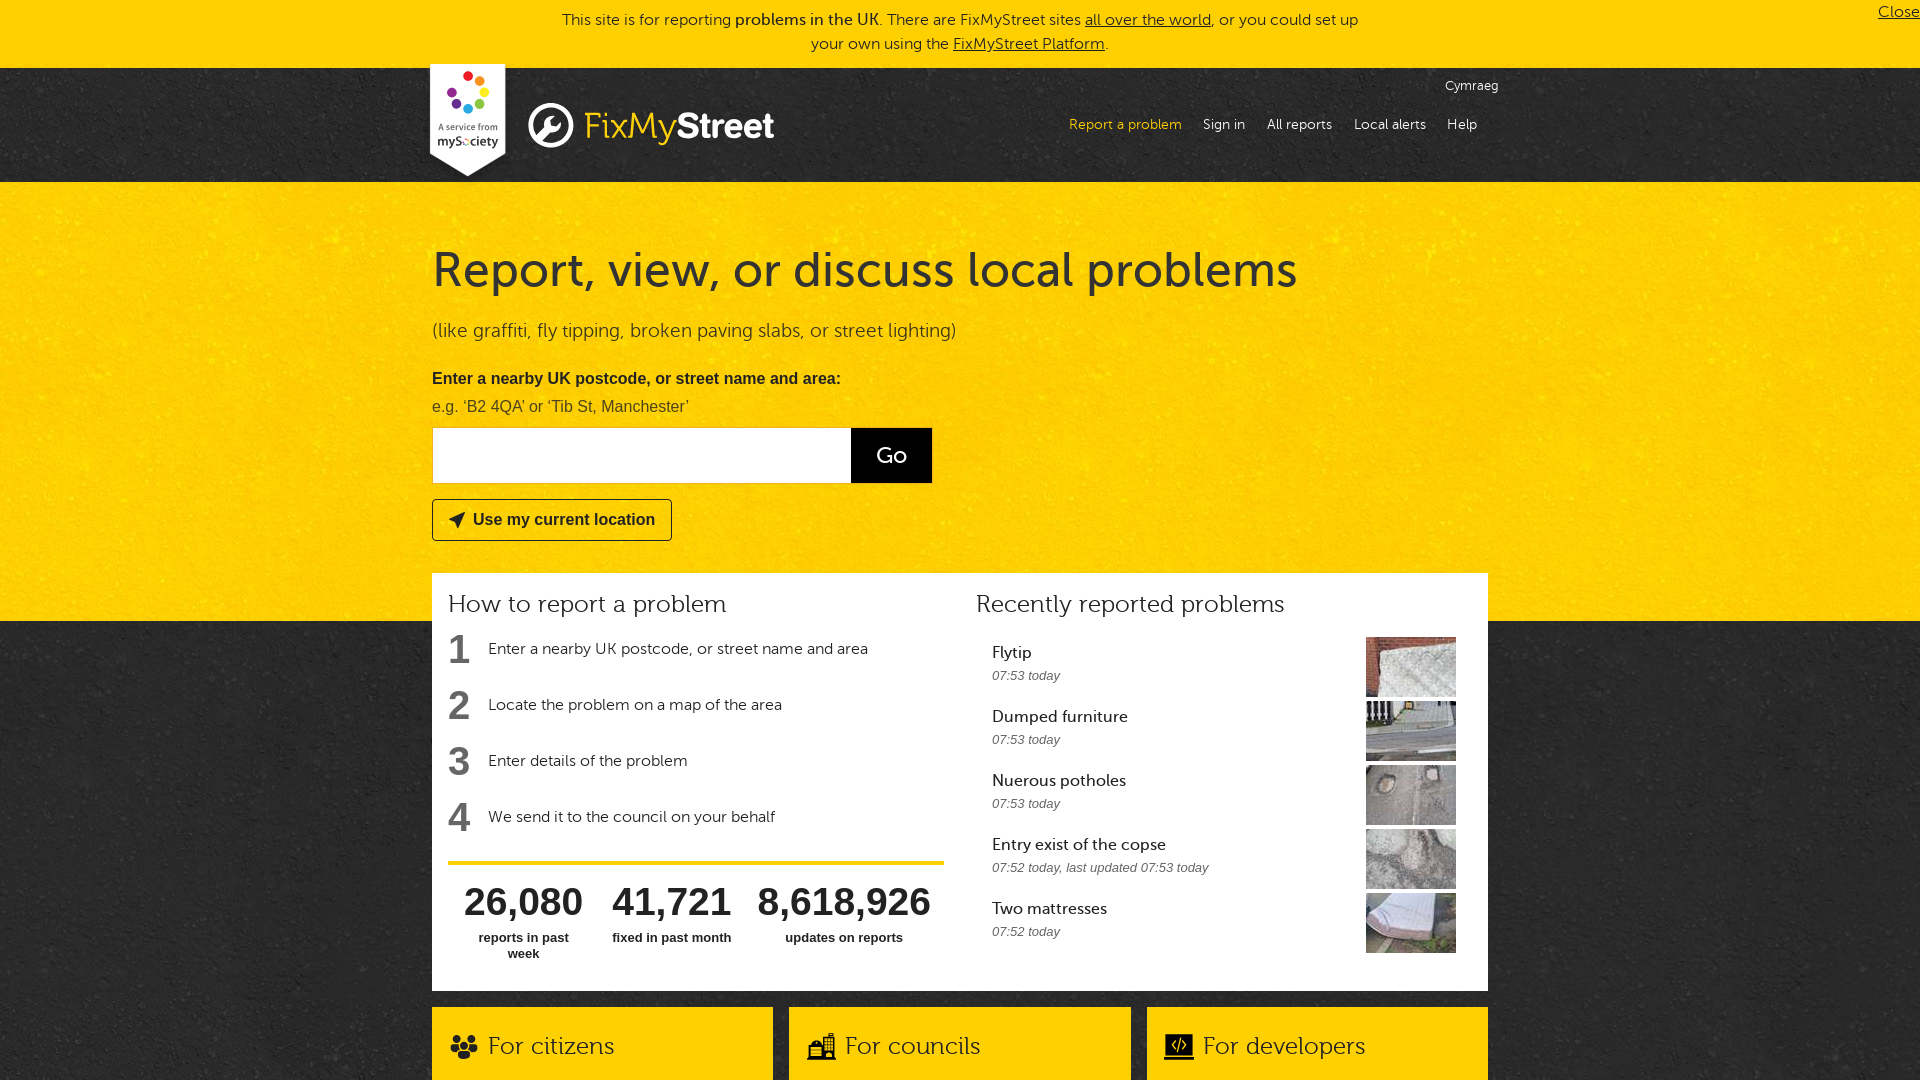 This site is for reporting problems in the UK. There are FixMyStreet sites all over the world, or you could set up
your own using the FixMyStreet Platform.
Close
A service from
mySociety
FixMyStreet
Cymraeg
Report a problem
Sign in
All reports
Local alerts
Help
Report, view, or discuss local problems
(like graffiti, fly tipping, broken paving slabs, or street lighting)
Enter a nearby UK postcode, or street name and area:
e.g. ‘B2 4QA’ or ‘Tib St, Manchester’
Go
Use my current location
How to report a problem
1 Enter a nearby UK postcode, or street name and area
2 Locate the problem on a map of the area
3 Enter details of the problem
4 We send it to the council on your behalf
26,080
reports in past
week
41,721
fixed in past month
8,618,926
updates on reports
Recently reported problems
Flytip
07:53 today
Dumped furniture
07:53 today
Nuerous potholes
07:53 today
Entry exist of the copse
07:52 today, last updated 07:53 today
Two mattresses
07:52 today
For citizens
For councils
For developers